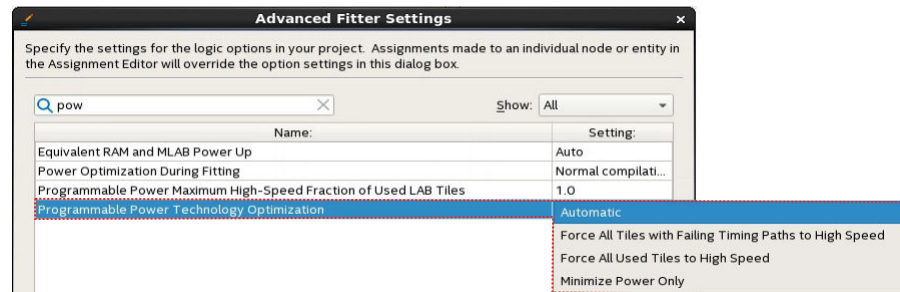 Advanced Fitter Settings
Specify the settings for the logic options in your project. Assignments made to an individual node or entity in
the Assignment Editor will override the option settings in this dialog box.
pow
Show: All
Name: Setting:
Equivalent RAM and MLAB Power Up Auto
Power Optimization During Fitting Normal compilati...
Programmable Power Maximum High-Speed Fraction of Used LAB Tiles 1.0
Programmable Power Technology Optimization Automatic
Force All Tiles with Failing Timing Paths to High Speed
Force All Used Tiles to High Speed
Minimize Power Only